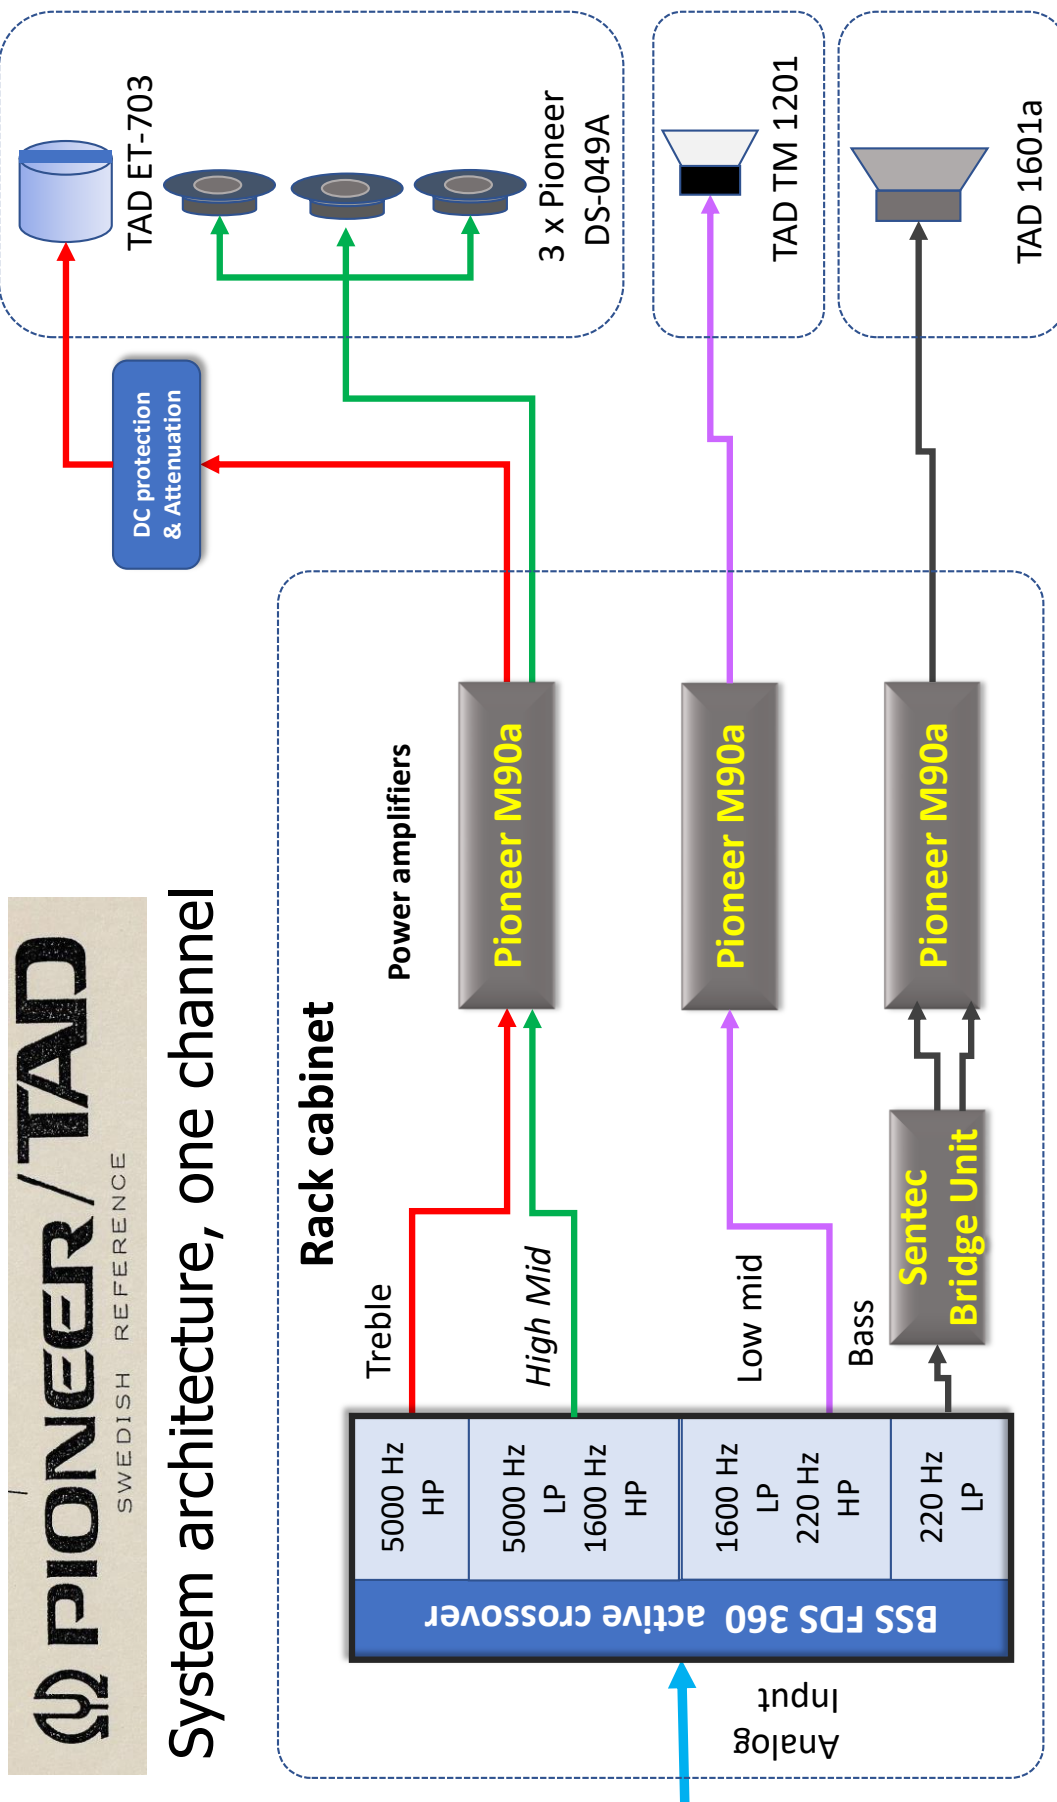 PIONEER/TAD
SWEDISH REFERENCE
System architecture, one channel
Rack cabinet
Power amplifiers
Analog
Input
BSS FDS 360
active crossover
5000 Hz
HP
5000 Hz
LP
1600 Hz
HP
1600 Hz
LP
220 Hz
HP
220 Hz
LP
Treble
High Mid
Low mid
Bass
Sentec
Bridge Unit
Pioneer M90a
Pioneer M90a
Pioneer M90a
DC protection
& Attenuation
TAD ET-703
3 x Pioneer
DS-049A
TAD TM 1201
TAD 1601a